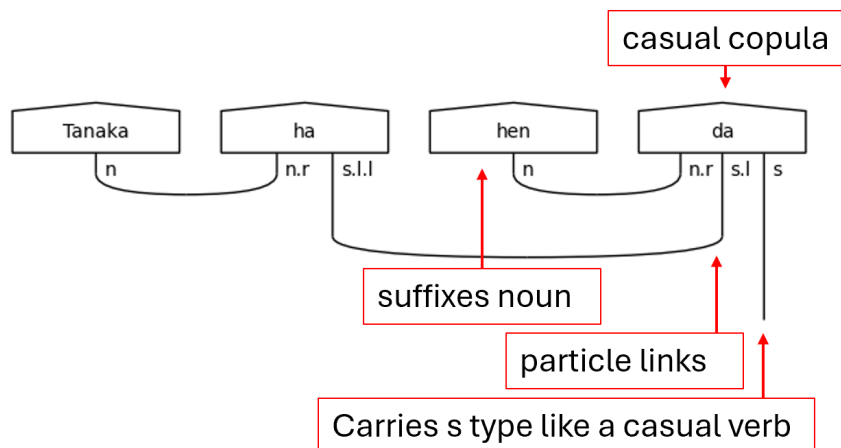 casual copula
Tanaka ha hen da
n n.r s.l.l n n.r s.l s
suffixes noun
particle links
Carries s type like a casual verb